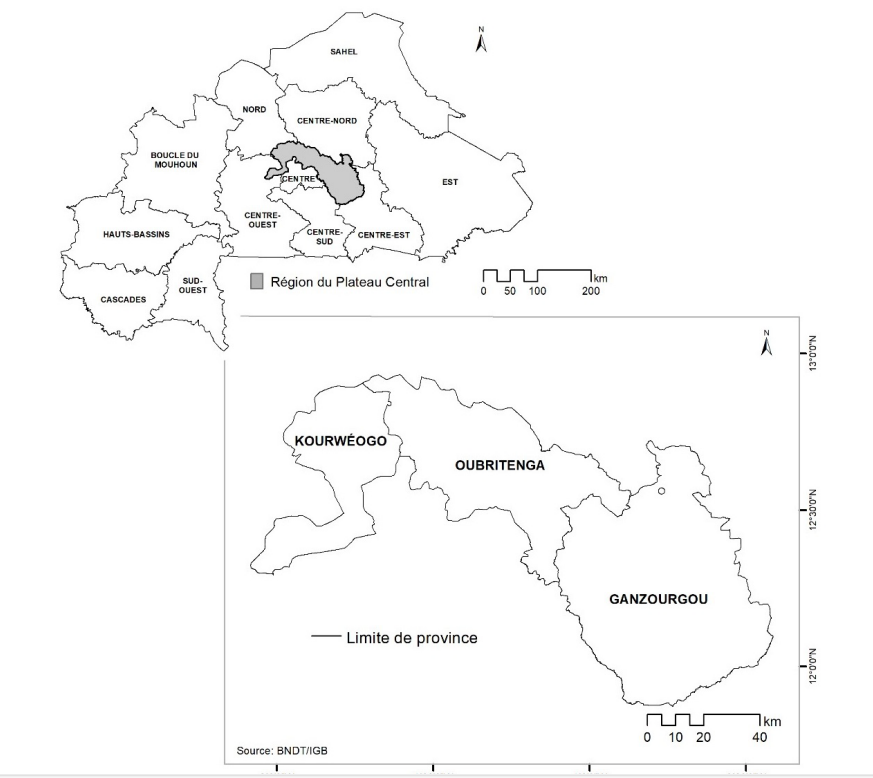 N
SAHEL
NORD
CENTRE-NORD
BOUCLE DU
MOUHOUN
CENTRE
EST
CENTRE-
OUEST
CENTRE-
SUD
CENTRE-EST
HAUTS-BASSINS
SUD-
OUEST
CASCADES
Région du Plateau Central
km
0 50 100 200
N
13°0'0"N
KOURWÉOGO
OUBRITENGA
12°30'0"N
GANZOURGOU
Limite de province
12°0'0"N
km
0 10 20 40
Source: BNDT/IGB